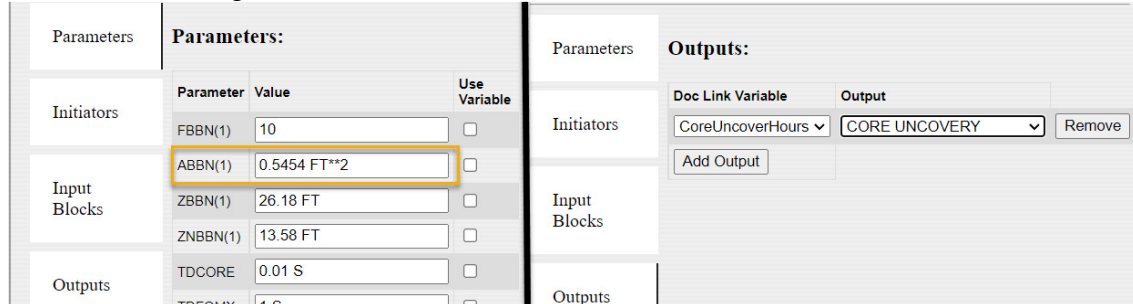 Parameters
Initiators
Input
Blocks
Outputs
Parameters:
Parameter Value Use
Variable
FBBN(1) 10
ABBN(1) 0.5454 FT**2
ZBBN(1) 26.18 FT
ZNBBN(1) 13.58 FT
TDCORE 0.01 S
Parameters
Initiators
Input
Blocks
Outputs
Outputs:
Doc Link Variable Output
CoreUncoverHours CORE UNCOVERY Remove
Add Output